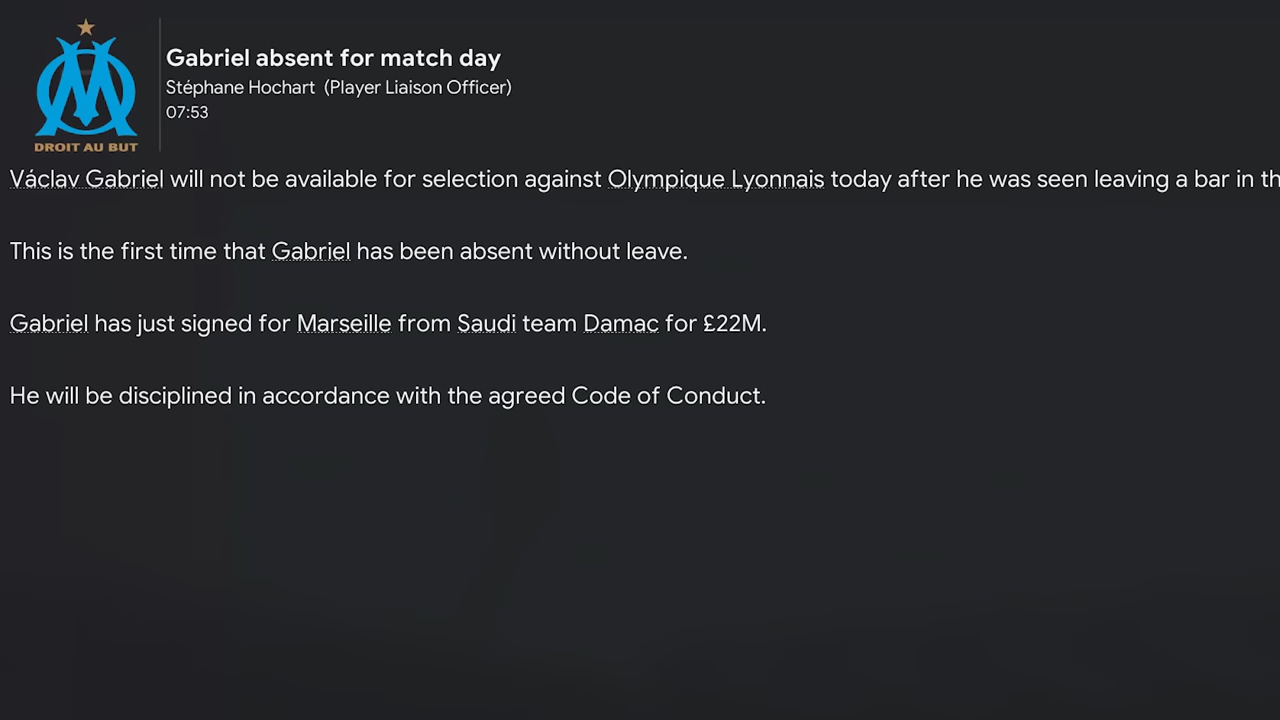 DROIT AU BUT
Gabriel absent for match day
Stéphane Hochart (Player Liaison Officer)
07:53
Václav Gabriel will not be available for selection against Olympique Lyonnais today after he was seen leaving a bar in
This is the first time that Gabriel has been absent without leave.
Gabriel has just signed for Marseille from Saudi team Damac for £22M.
He will be disciplined in accordance with the agreed Code of Conduct.